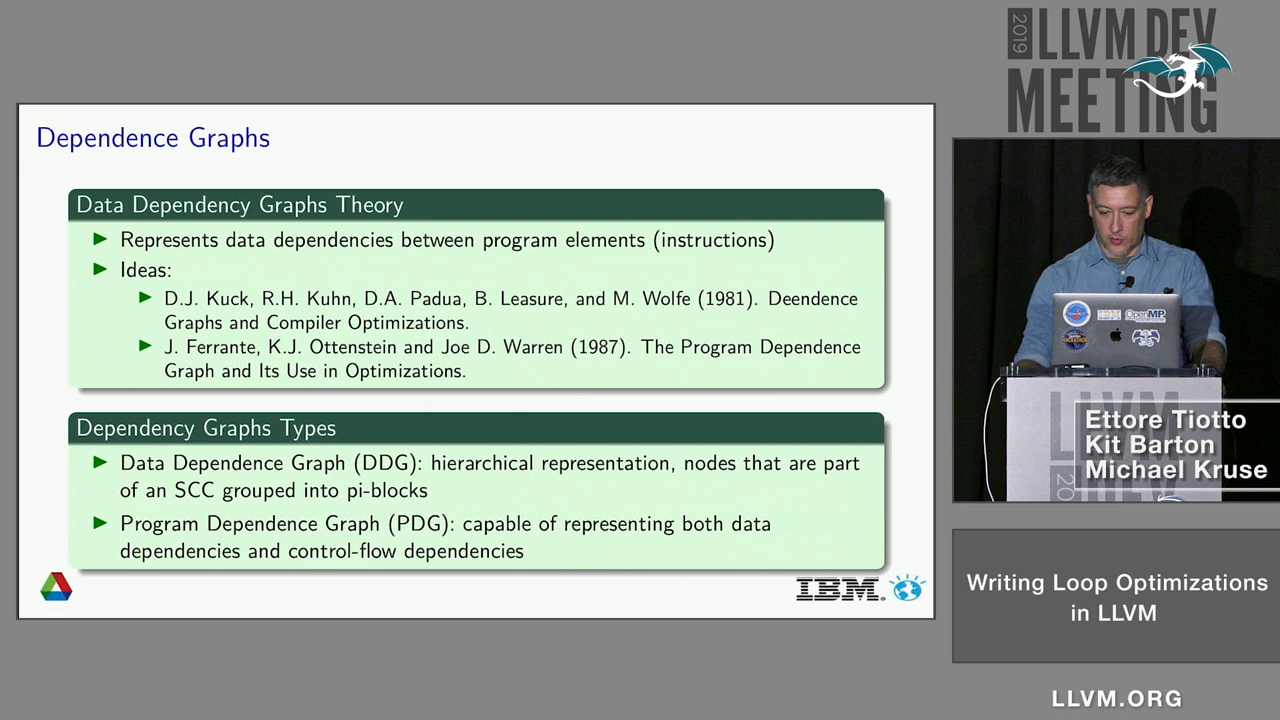 Dependence Graphs
Data Dependency Graphs Theory
Represents data dependencies between program elements (instructions)
Ideas:
D.J. Kuck, R.H. Kuhn, D.A. Padua, B. Leasure, and M. Wolfe (1981). Deendence
Graphs and Compiler Optimizations.
J. Ferrante, K.J. Ottenstein and Joe D. Warren (1987). The Program Dependence
Graph and Its Use in Optimizations.
Dependency Graphs Types
Data Dependence Graph (DDG): hierarchical representation, nodes that are part
of an SCC grouped into pi-blocks
Program Dependence Graph (PDG): capable of representing both data
dependencies and control-flow dependencies
IBM
2019 LLVM DEV
MEETING
IBM OpenMP
Ettore Tiotto
Kit Barton
Michael Kruse
Writing Loop Optimizations
in LLVM
LLVM.ORG